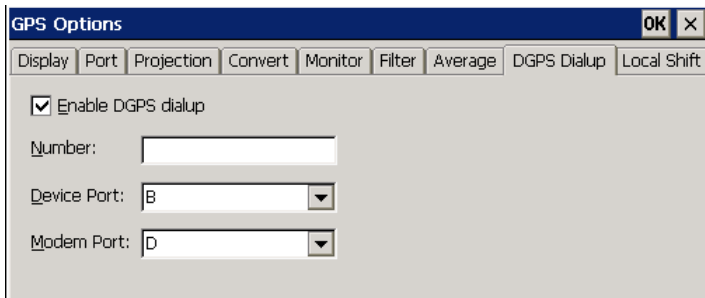 GPS Options OK ×
Display Port Projection Convert Monitor Filter Average DGPS Dialup Local Shift
Enable DGPS dialup
Number:
Device Port: B
Modem Port: D